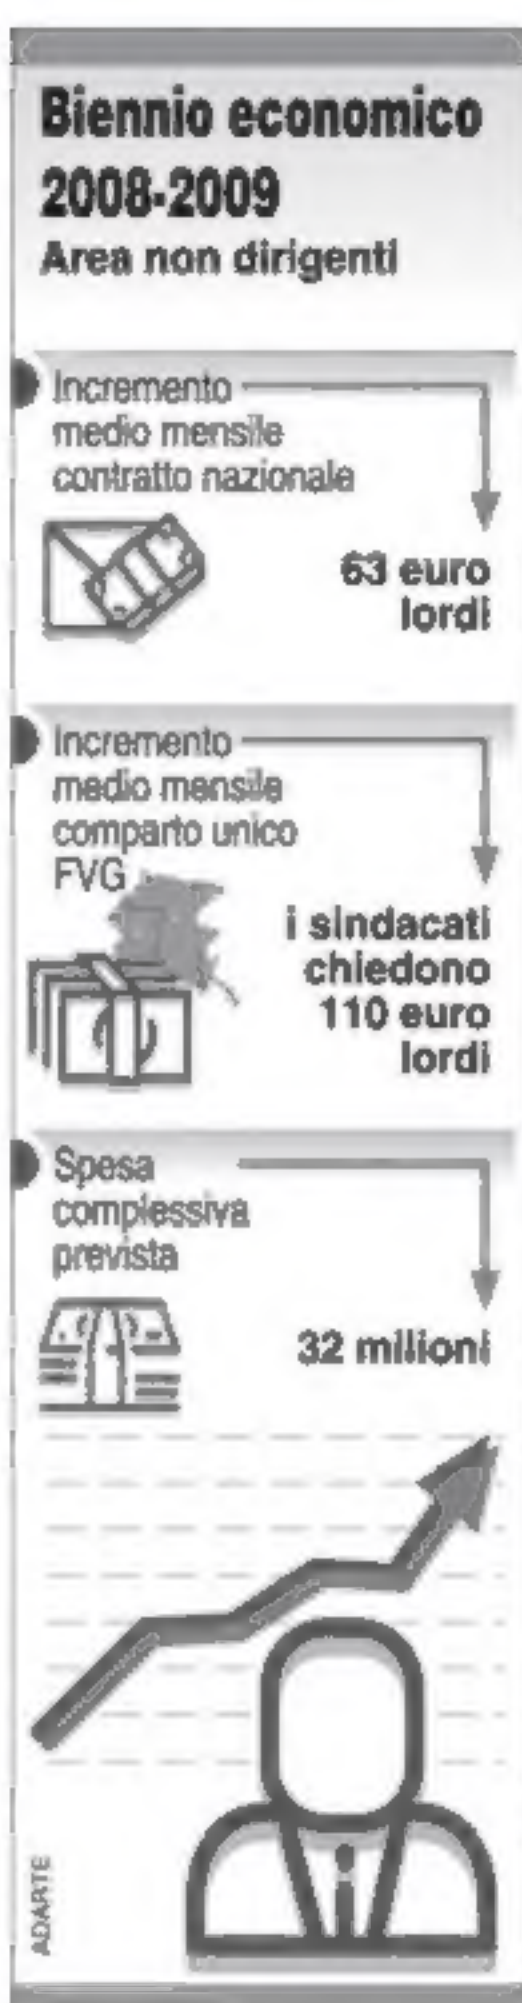 Biennio economico
2008-2009
Area non dirigenti
Incremento
medio mensile
contratto nazionale
63 euro
lordi
Incremento
medio mensile
comparto unico
FVG
i sindacati
chiedono
110 euro
lordi
Spesa
complessiva
prevista
32 milioni
ADARTE